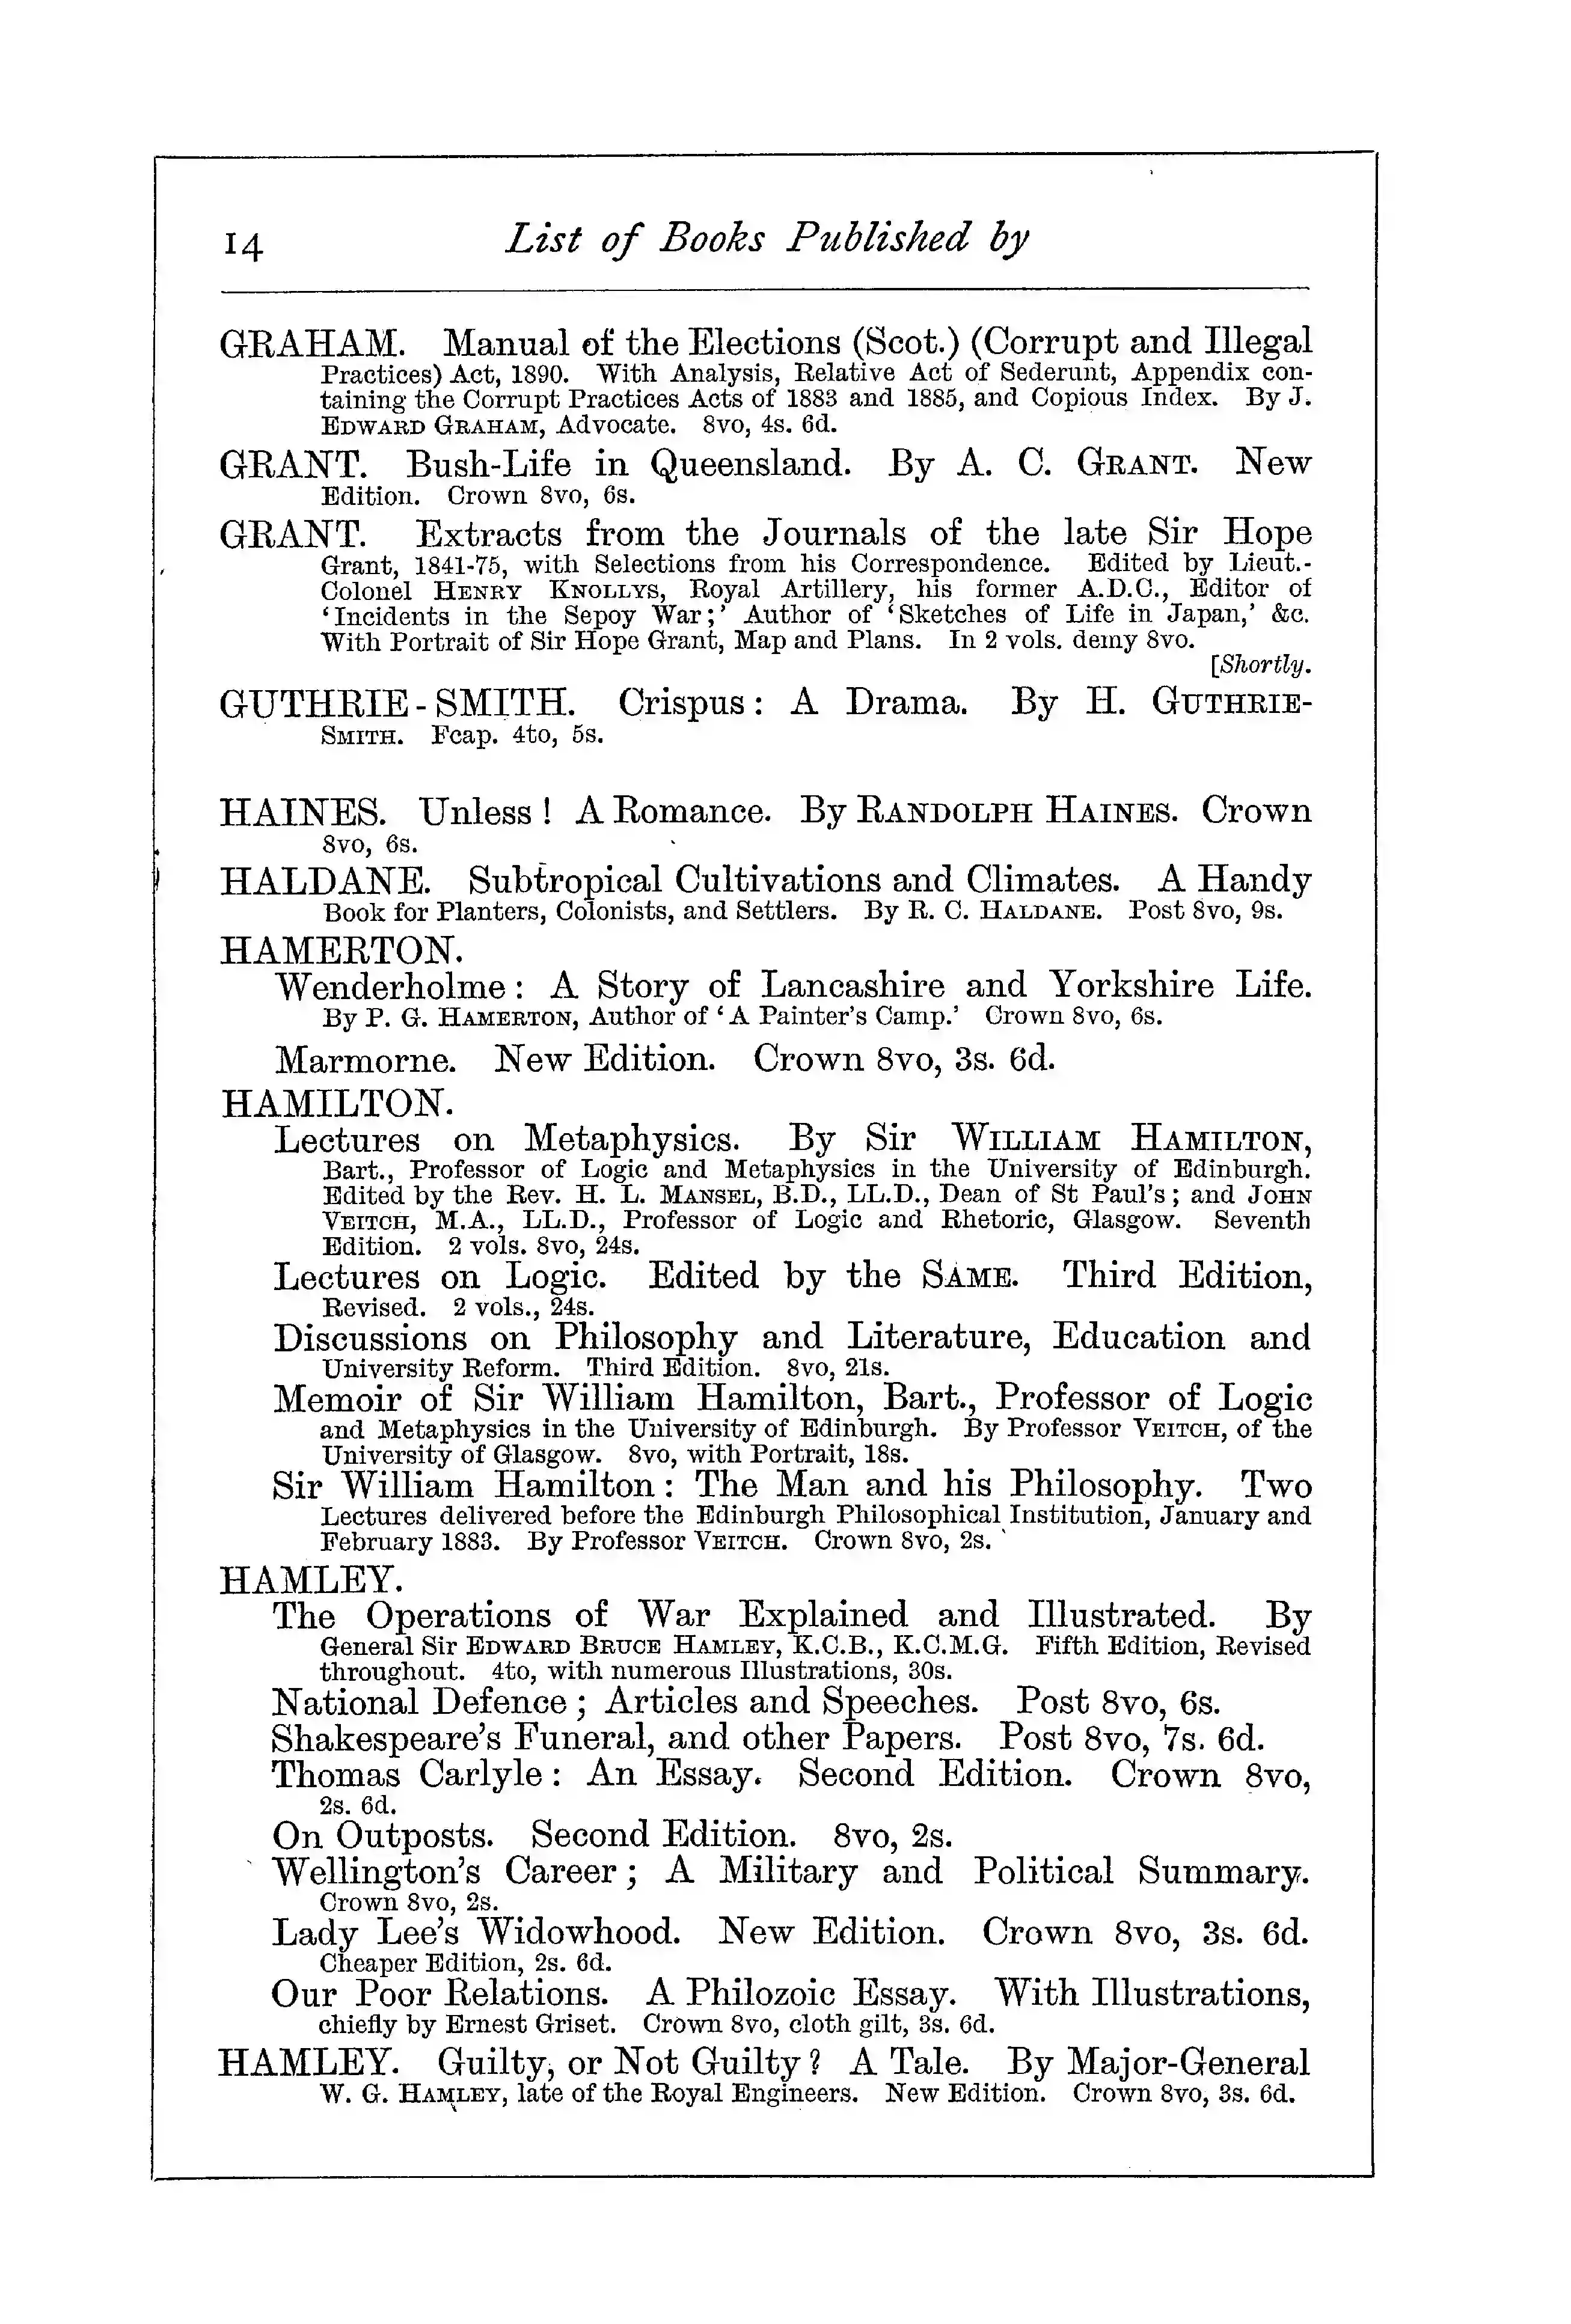 14 List of Books Published by
GRAHAM. Manual of the Elections (Scot.) (Corrupt and Illegal
Practices) Act, 1890. With Analysis, Relative Act of Sederunt, Appendix con-
taining the Corrupt Practices Acts of 1883 and 1885, and Copious Index. By J.
EDWARD GRAHAM, Advocate. 8vo, 4s. 6d.
GRANT. Bush-Life in Queensland. By A. C. GRANT. New
Edition. Crown 8vo, 6s.
GRANT. Extracts from the Journals of the late Sir Hope
Grant, 1841-75, with Selections from his Correspondence. Edited by Lieut.-
Colonel HENRY KNOLLYS, Royal Artillery, his former A.D.C., Editor of
‘Incidents in the Sepoy War;’ Author of ‘Sketches of Life in Japan,’ &c.
With Portrait of Sir Hope Grant, Map and Plans. In 2 vols. demy 8vo.
[Shortly.
GUTHRIE-SMITH. Crispus: A Drama. By H. GUTHRIE-
SMITH. Fcap. 4to, 5s.
HAINES. Unless! A Romance. By RANDOLPH HAINES. Crown
8vo, 6s.
HALDANE. Subtropical Cultivations and Climates. A Handy
Book for Planters, Colonists, and Settlers. By R. C. HALDANE. Post 8vo, 9s.
HAMERTON.
Wenderholme: A Story of Lancashire and Yorkshire Life.
By P. G. HAMERTON, Author of ‘A Painter’s Camp.’ Crown 8vo, 6s.
Marmorne. New Edition. Crown 8vo, 3s. 6d.
HAMILTON.
Lectures on Metaphysics. By Sir WILLIAM HAMILTON,
Bart., Professor of Logic and Metaphysics in the University of Edinburgh.
Edited by the Rev. H. L. MANSEL, B.D., LL.D., Dean of St Paul’s; and JOHN
VEITCH, M.A., LL.D., Professor of Logic and Rhetoric, Glasgow. Seventh
Edition. 2 vols. 8vo, 24s.
Lectures on Logic. Edited by the SAME. Third Edition,
Revised. 2 vols., 24s.
Discussions on Philosophy and Literature, Education and
University Reform. Third Edition. 8vo, 21s.
Memoir of Sir William Hamilton, Bart., Professor of Logic
and Metaphysics in the University of Edinburgh. By Professor VEITCH, of the
University of Glasgow. 8vo, with Portrait, 18s.
Sir William Hamilton: The Man and his Philosophy. Two
Lectures delivered before the Edinburgh Philosophical Institution, January and
February 1883. By Professor VEITCH. Crown 8vo, 2s.
HAMLEY.
The Operations of War Explained and Illustrated. By
General Sir EDWARD BRUCE HAMLEY, K.C.B., K.C.M.G. Fifth Edition, Revised
throughout. 4to, with numerous Illustrations, 30s.
National Defence; Articles and Speeches. Post 8vo, 6s.
Shakespeare’s Funeral, and other Papers. Post 8vo, 7s. 6d.
Thomas Carlyle: An Essay. Second Edition. Crown 8vo,
2s. 6d.
On Outposts. Second Edition. 8vo, 2s.
Wellington’s Career; A Military and Political Summary.
Crown 8vo, 2s.
Lady Lee’s Widowhood. New Edition. Crown 8vo, 3s. 6d.
Cheaper Edition, 2s. 6d.
Our Poor Relations. A Philozoic Essay. With Illustrations,
chiefly by Ernest Griset. Crown 8vo, cloth gilt, 3s. 6d.
HAMLEY. Guilty, or Not Guilty? A Tale. By Major-General
W. G. HAMLEY, late of the Royal Engineers. New Edition. Crown 8vo, 3s. 6d.